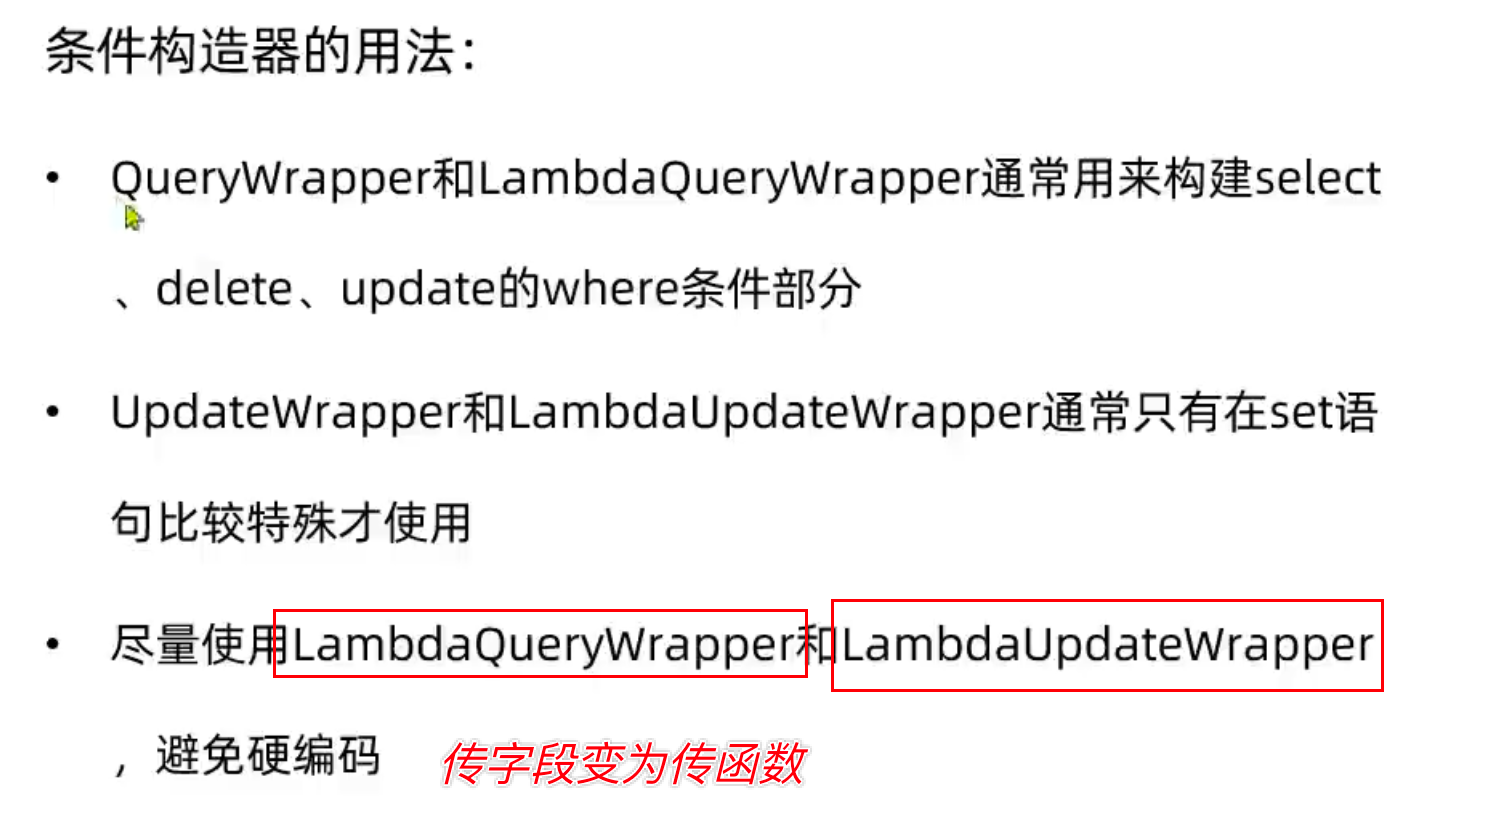 条件构造器的用法：
• QueryWrapper和LambdaQueryWrapper通常用来构建select
、delete、update的where条件部分
• UpdateWrapper和LambdaUpdateWrapper通常只有在set语
句比较特殊才使用
• 尽量使用LambdaQueryWrapper和LambdaUpdateWrapper
，避免硬编码 传字段变为传函数